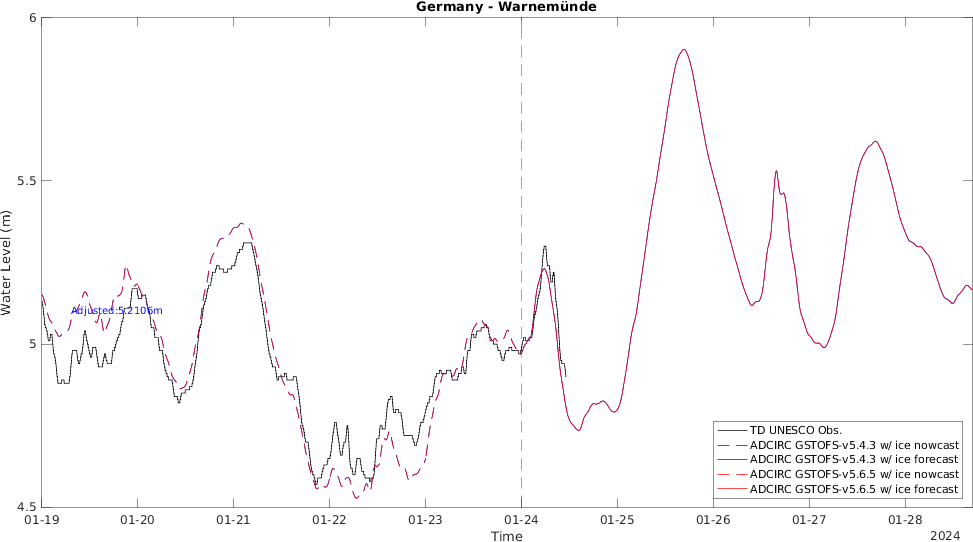 Germany - Warnemünde
6
5.5
5
4.5
Water Level (m)
Adjusted:5.2106m
TD UNESCO Obs.
ADCIRC GSTOFS-v5.4.3 w/ ice nowcast
ADCIRC GSTOFS-v5.4.3 w/ ice forecast
ADCIRC GSTOFS-v5.6.5 w/ ice nowcast
ADCIRC GSTOFS-v5.6.5 w/ ice forecast
01-19 01-20 01-21 01-22 01-23 01-24 01-25 01-26 01-27 01-28
Time
2024